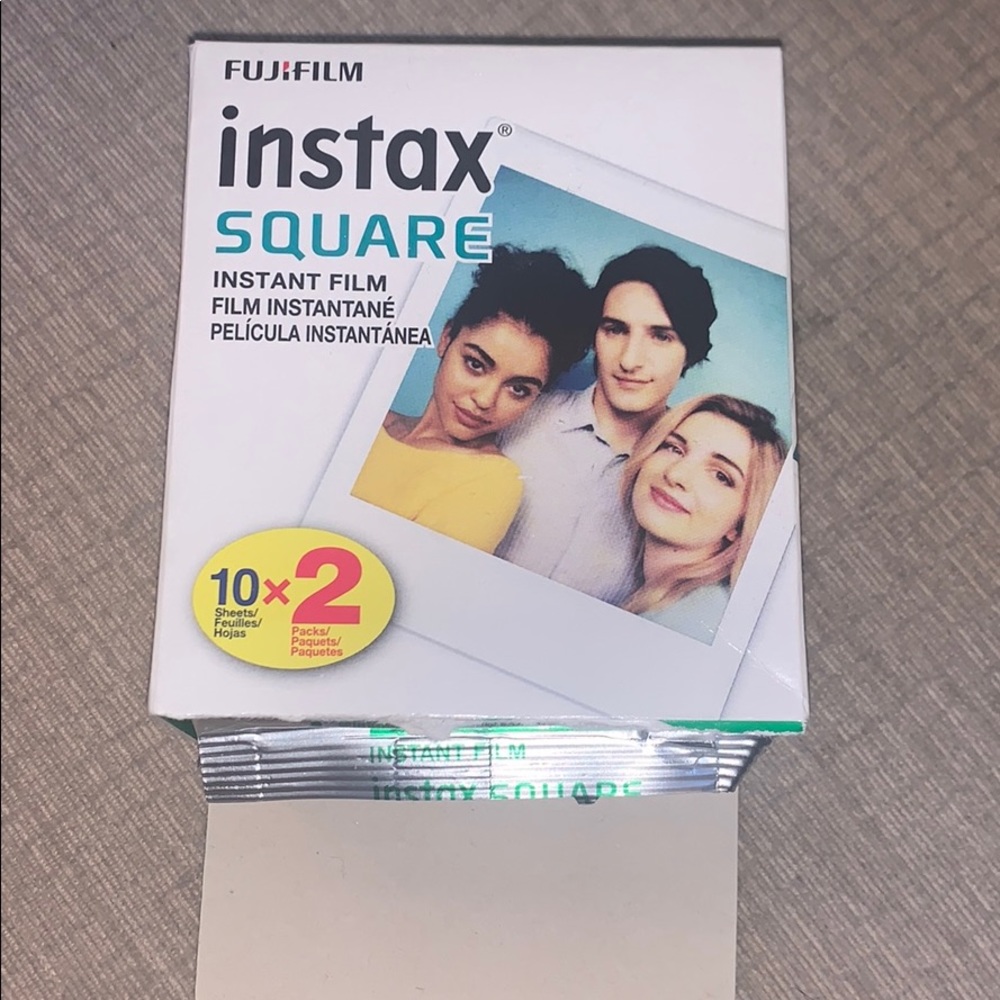 FUJIFILM
instax®
SQUARE
INSTANT FILM
FILM INSTANTANÉ
PELÍCULA INSTANTÁNEA
10×2
Sheets/
Feuilles/
Hojas
Packs/
Paquets/
Paquetes
INSTANT FILM
instax SQUARE